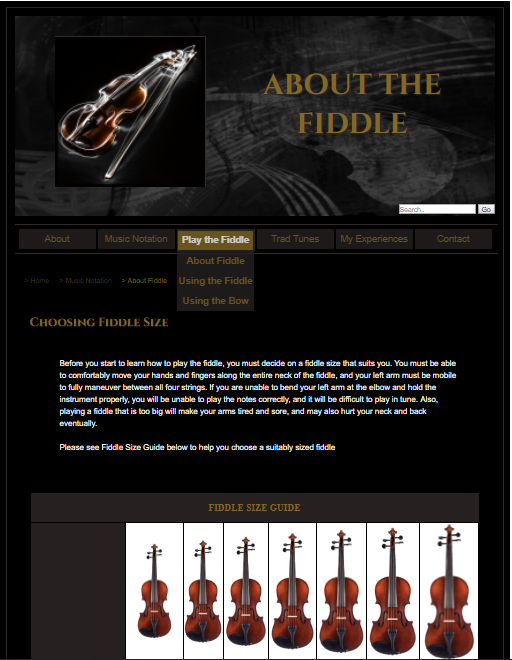 ABOUT THE
FIDDLE
Search..
Go
About
Music Notation
Play the Fiddle
Trad Tunes
My Experiences
Contact
About Fiddle
Using the Fiddle
Using the Bow
> Home > Music Notation > About Fiddle
Choosing Fiddle Size
Before you start to learn how to play the fiddle, you must decide on a fiddle size that suits you. You must be able
to comfortably move your hands and fingers along the entire neck of the fiddle, and your left arm must be mobile
to fully maneuver between all four strings. If you are unable to bend your left arm at the elbow and hold the
instrument properly, you will be unable to play the notes correctly, and it will be difficult to play in tune. Also,
playing a fiddle that is too big will make your arms tired and sore, and may also hurt your neck and back
eventually.
Please see Fiddle Size Guide below to help you choose a suitably sized fiddle
FIDDLE SIZE GUIDE